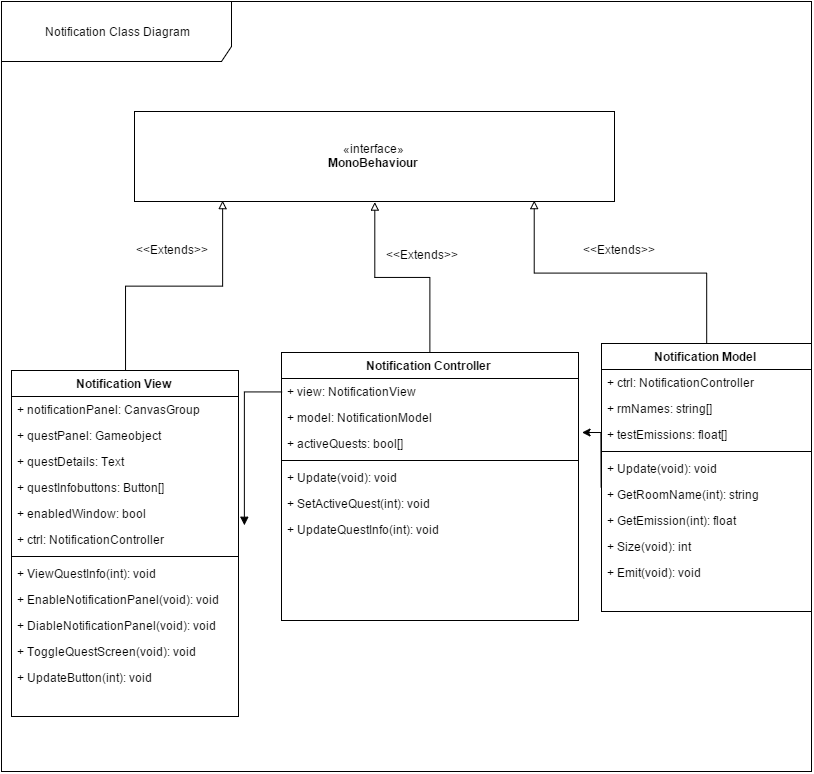 Notification Class Diagram
«interface»
MonoBehaviour
<<Extends>>
<<Extends>>
<<Extends>>
Notification View
+ notificationPanel: CanvasGroup
+ questPanel: Gameobject
+ questDetails: Text
+ questInfobuttons: Button[]
+ enabledWindow: bool
+ ctrl: NotificationController
+ ViewQuestInfo(int): void
+ EnableNotificationPanel(void): void
+ DiableNotificationPanel(void): void
+ ToggleQuestScreen(void): void
+ UpdateButton(int): void
Notification Controller
+ view: NotificationView
+ model: NotificationModel
+ activeQuests: bool[]
+ Update(void): void
+ SetActiveQuest(int): void
+ UpdateQuestInfo(int): void
Notification Model
+ ctrl: NotificationController
+ rmNames: string[]
+ testEmissions: float[]
+ Update(void): void
+ GetRoomName(int): string
+ GetEmission(int): float
+ Size(void): int
+ Emit(void): void